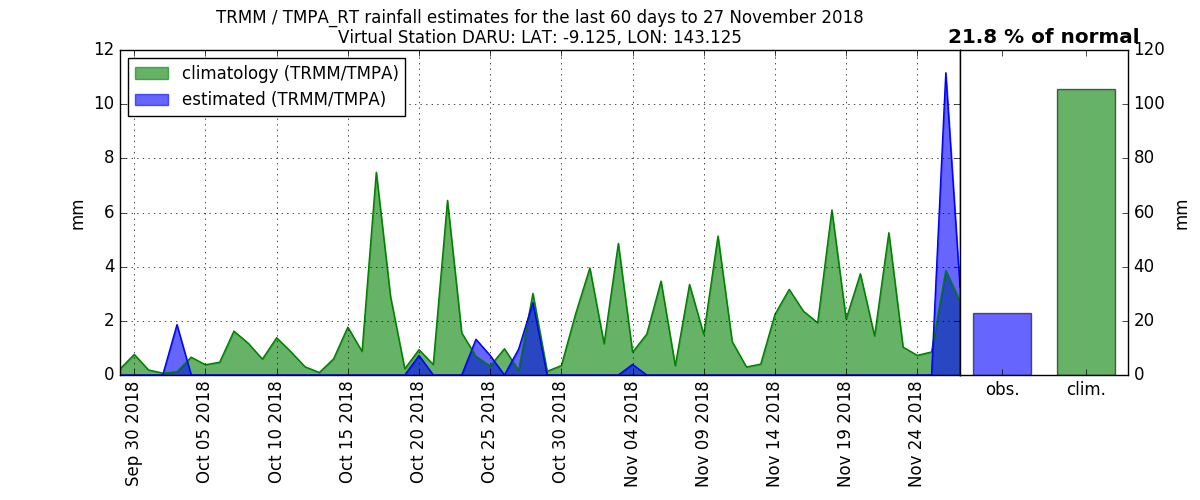 TRMM / TMPA_RT rainfall estimates for the last 60 days to 27 November 2018
Virtual Station DARU: LAT: -9.125, LON: 143.125
21.8 % of normal
climatology (TRMM/TMPA)
estimated (TRMM/TMPA)
12
10
8
6
4
2
0
mm
Sep 30 2018
Oct 05 2018
Oct 10 2018
Oct 15 2018
Oct 20 2018
Oct 25 2018
Oct 30 2018
Nov 04 2018
Nov 09 2018
Nov 14 2018
Nov 19 2018
Nov 24 2018
obs.
clim.
120
100
80
60
40
20
0
mm